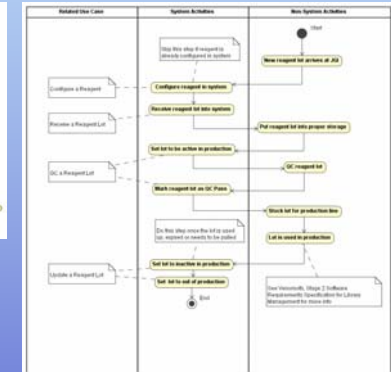 Related Use Case
System Activities
Non-System Activities
Start
Skip this step if reagent is
already configured in system
New reagent lot arrives at JGI
Configure a Reagent
Configure reagent in system
Receive reagent lot into system
Receive a Reagent Lot
Put reagent lot into proper storage
Set lot to be active in production
QC reagent lot
QC a Reagent Lot
Mark reagent lot as QC Pass
Stock lot for production line
Do this step once the lot is used
up, expired or needs to be pulled
Lot is used in production
Update a Reagent Lot
Set lot to inactive in production
Set lot to out of production
End
Stage 2 Software
Requirements Specification for Library
Management for more info